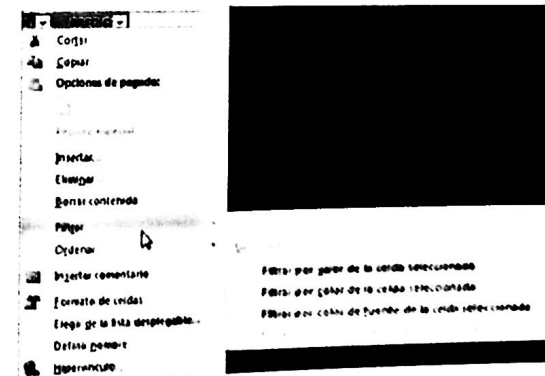 Cortar
Copiar
Opciones de pegado:
Pegado especial
Insertar...
Eliminar...
Borrar contenido
Filtrar
Ordenar
Insertar comentario
Formato de celdas
Elegir de la lista desplegable...
Definir nombre
Hipervínculo...
Filtrar por valor de la celda seleccionada
Filtrar por color de la celda seleccionada
Filtrar por color de fuente de la celda seleccionada